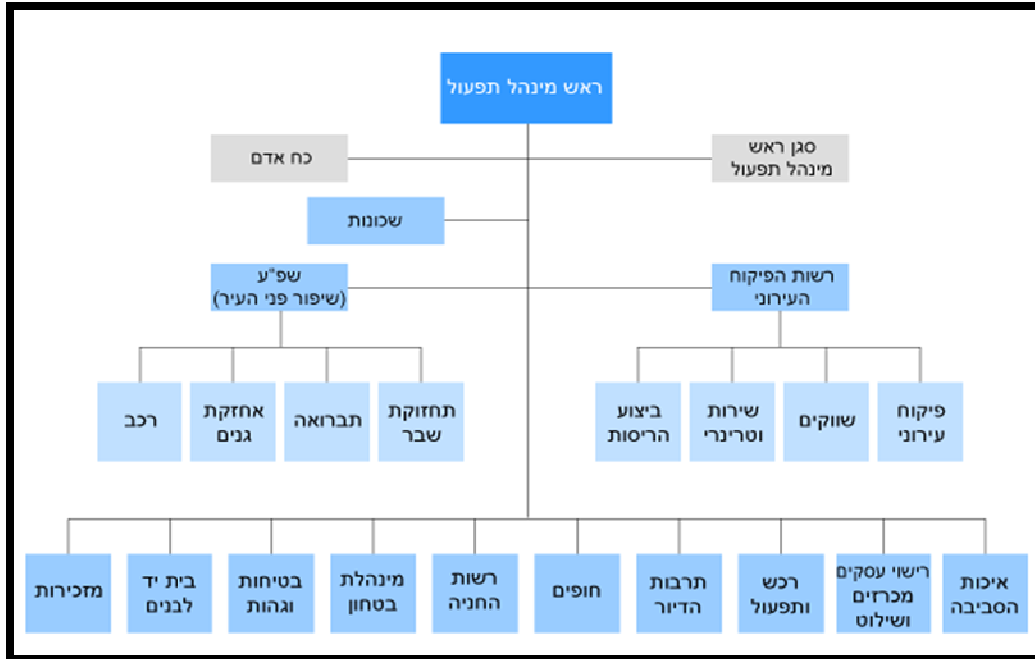 ראש מינהל תפעול
סגן ראש
מינהל תפעול
כח אדם
שכונות
רשות הפיקוח
העירוני
שפ"ע
(שיפור פני העיר)
פיקוח
עירוני
שווקים
שירות
וטרינרי
ביצוע
הריסות
תחזוקת
שבר
תברואה
אחזקת
גנים
רכב
איכות
הסביבה
רישוי עסקים
מכרזים
ושילוט
רכש
ותפעול
תרבות
הדיור
חופים
רשות
החניה
מינהלת
בטחון
בטיחות
וגהות
בית יד
לבנים
מזכירות